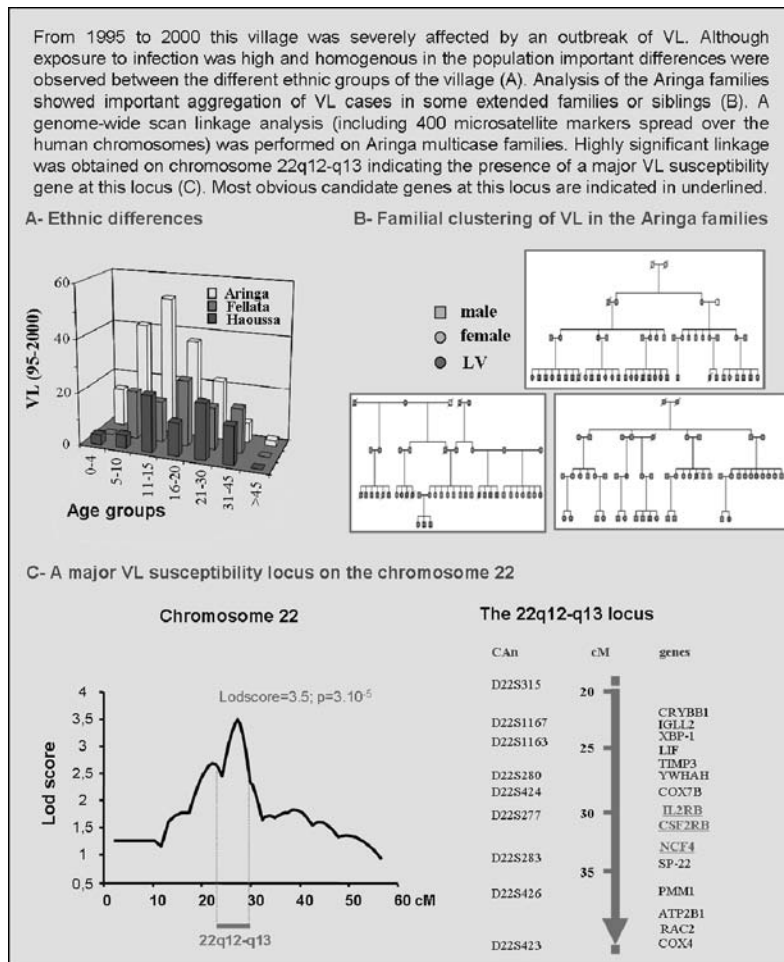 From 1995 to 2000 this village was severely affected by an outbreak of VL. Although
exposure to infection was high and homogenous in the population important differences were
observed between the different ethnic groups of the village (A). Analysis of the Aringa families
showed important aggregation of VL cases in some extended families or siblings (B). A
genome-wide scan linkage analysis (including 400 microsatellite markers spread over the
human chromosomes) was performed on Aringa multicase families. Highly significant linkage
was obtained on chromosome 22q12-q13 indicating the presence of a major VL susceptibility
gene at this locus (C). Most obvious candidate genes at this locus are indicated in underlined.
A- Ethnic differences
B- Familial clustering of VL in the Aringa families
60
40
20
0
VL (95-2000)
Aringa
Fellata
Haoussa
0-4
5-10
11-15
16-20
21-30
31-45
>45
Age groups
male
female
LV
C- A major VL susceptibility locus on the chromosome 22
Chromosome 22
Lodscore=3.5; p=3.10-5
Lod score
4
3,5
3
2,5
2
1,5
1
0,5
0 10 20 30 40 50 60 cM
22q12-q13
The 22q12-q13 locus
CAn cM genes
D22S315
20
CRYBB1
D22S1167 IGLL2
D22S1163 XBP-1
25 LIF
TIMP3
D22S280 YWHAH
D22S424 COX7B
D22S277 30 IL2RB
CSF2RB
NCF4
D22S283 SP-22
35
D22S426 PMM1
ATP2B1
RAC2
D22S423 COX4